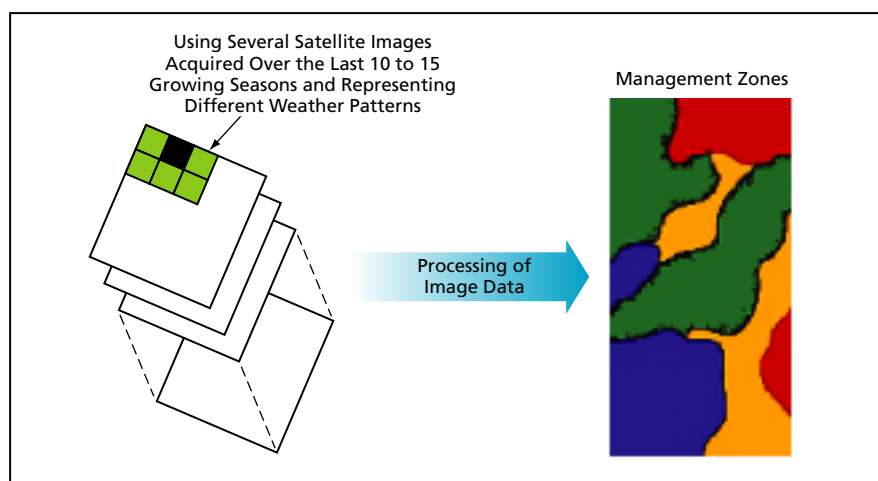 Using Several Satellite Images
Acquired Over the Last 10 to 15
Growing Seasons and Representing
Different Weather Patterns
Management Zones
Processing of
Image Data